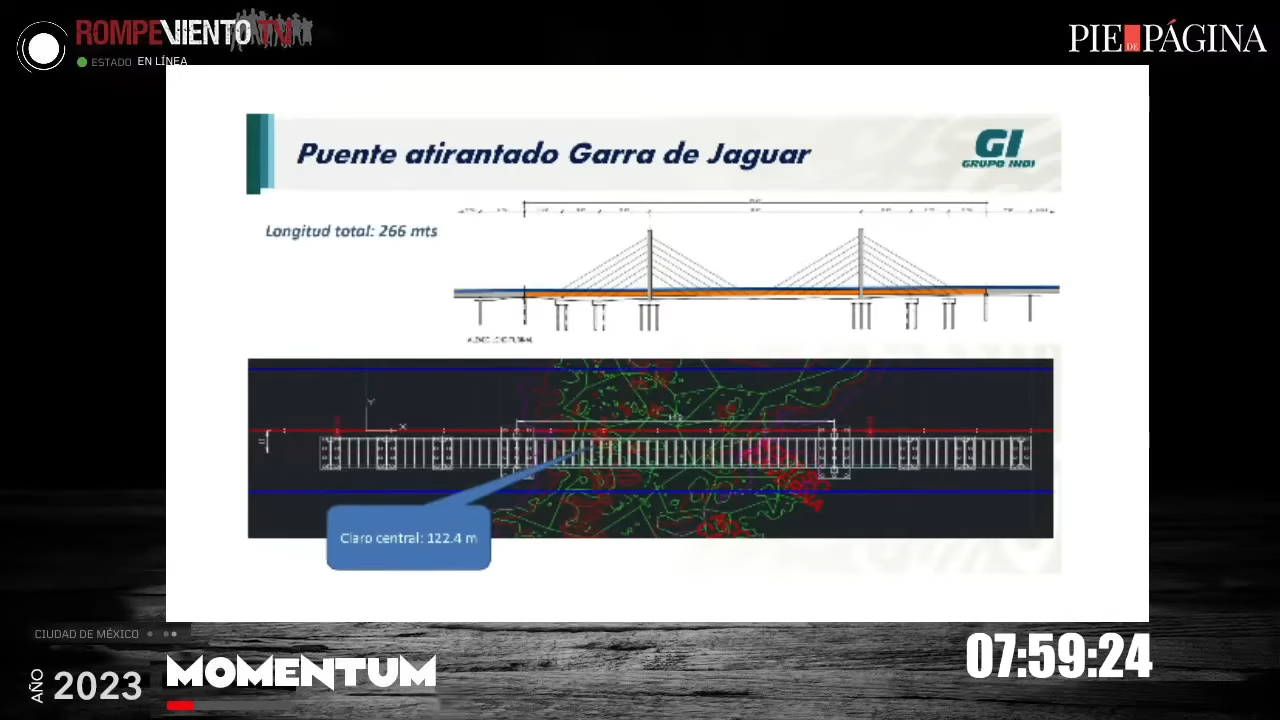 ROMPEVIENTO TV
ESTADO EN LÍNEA
PIE DE PÁGINA
Puente atirantado Garra de Jaguar
GI
GRUPO INDI
Longitud total: 266 mts
Y
X
Claro central: 122.4 m
CIUDAD DE MÉXICO
AÑO 2023
MOMENTUM
07:59:24